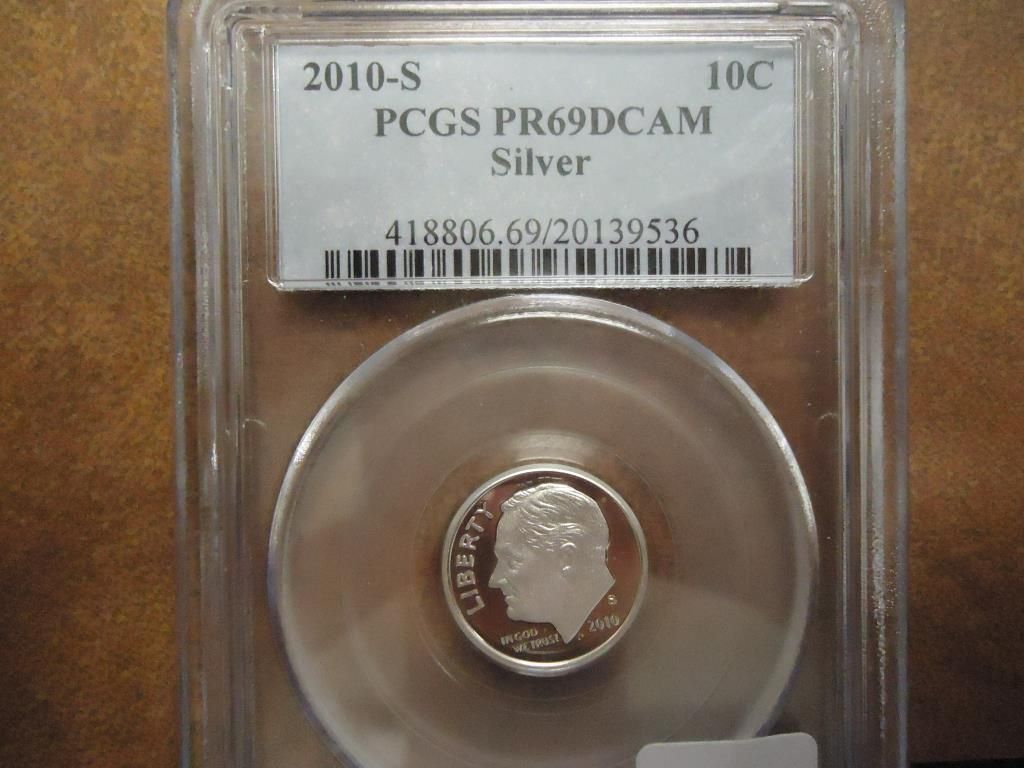 2010-S 10C
PCGS PR69DCAM
Silver
418806.69/20139536
LIBERTY
IN GOD
WE TRUST
S
2010